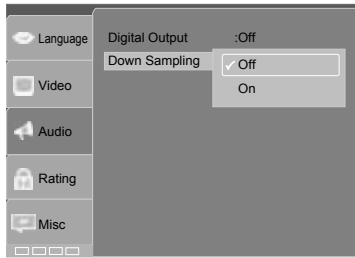 Language
Video
Audio
Rating
Misc
Digital Output :Off
Down Sampling
✓ Off
On